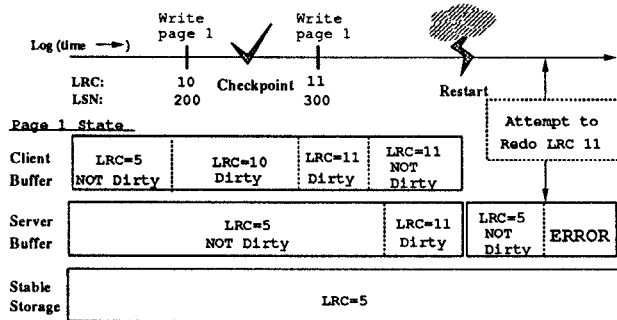 Write page 1
Write page 1
Log (time →)
LRC: 10 Checkpoint 11
LSN: 200 300
Restart
Attempt to
Redo LRC 11
Page 1 State
Client Buffer
LRC=5 NOT Dirty
LRC=10 Dirty
LRC=11 Dirty
LRC=11 NOT Dirty
Server Buffer
LRC=5 NOT Dirty
LRC=11 Dirty
LRC=5 NOT Dirty
ERROR
Stable Storage
LRC=5